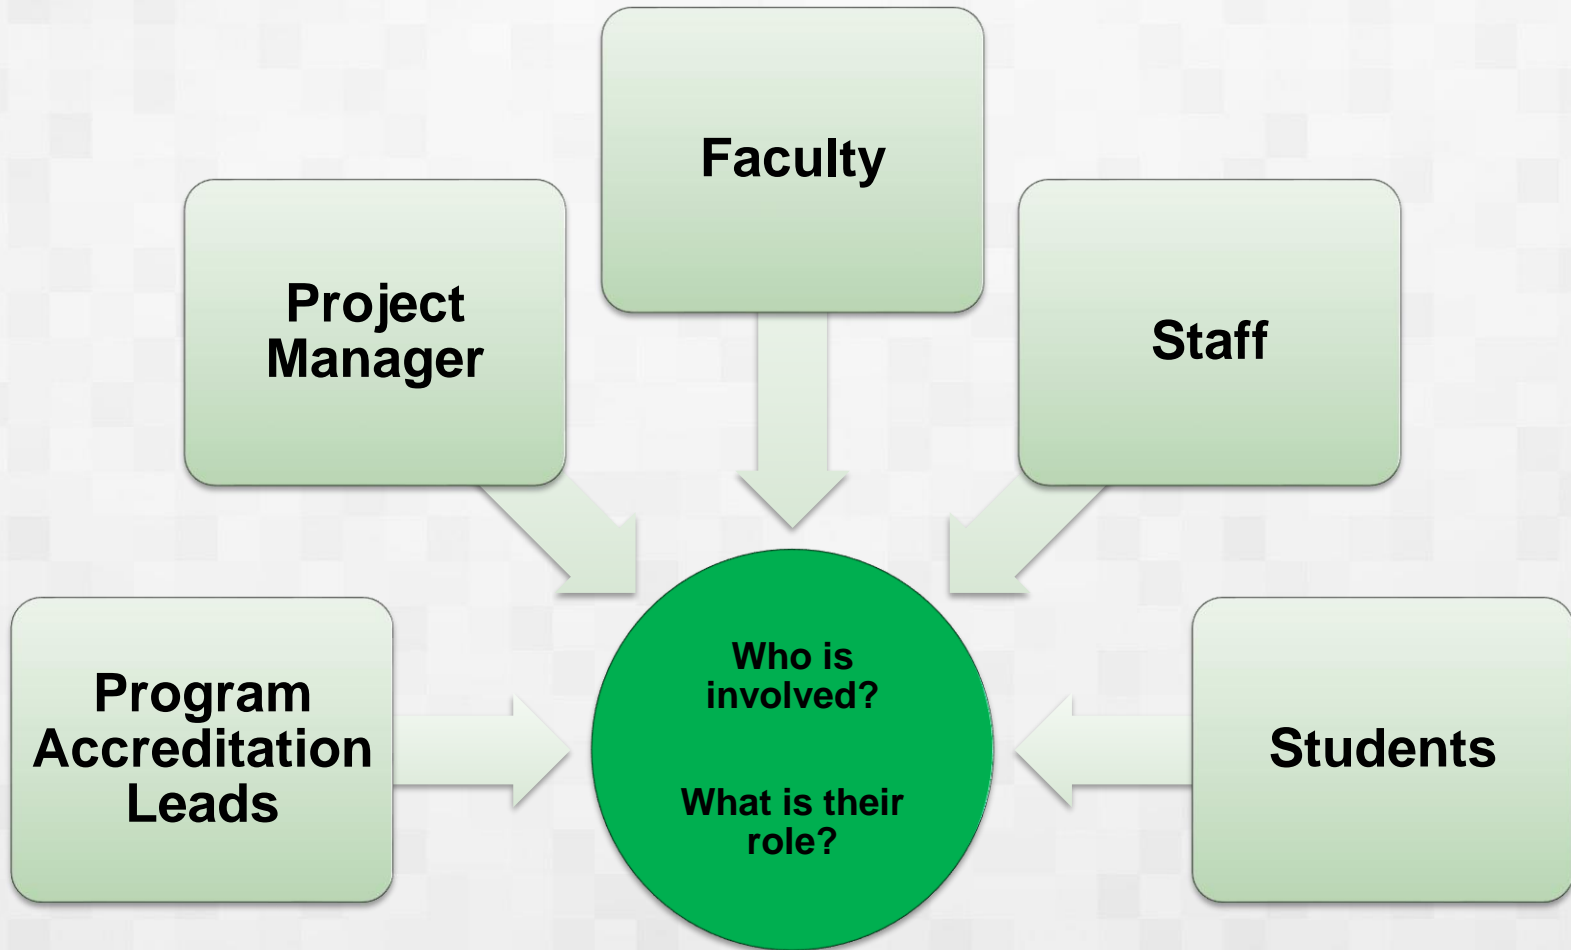 Faculty
Project
Manager
Staff
Program
Accreditation
Leads
Who is
involved?
What is their
role?
Students